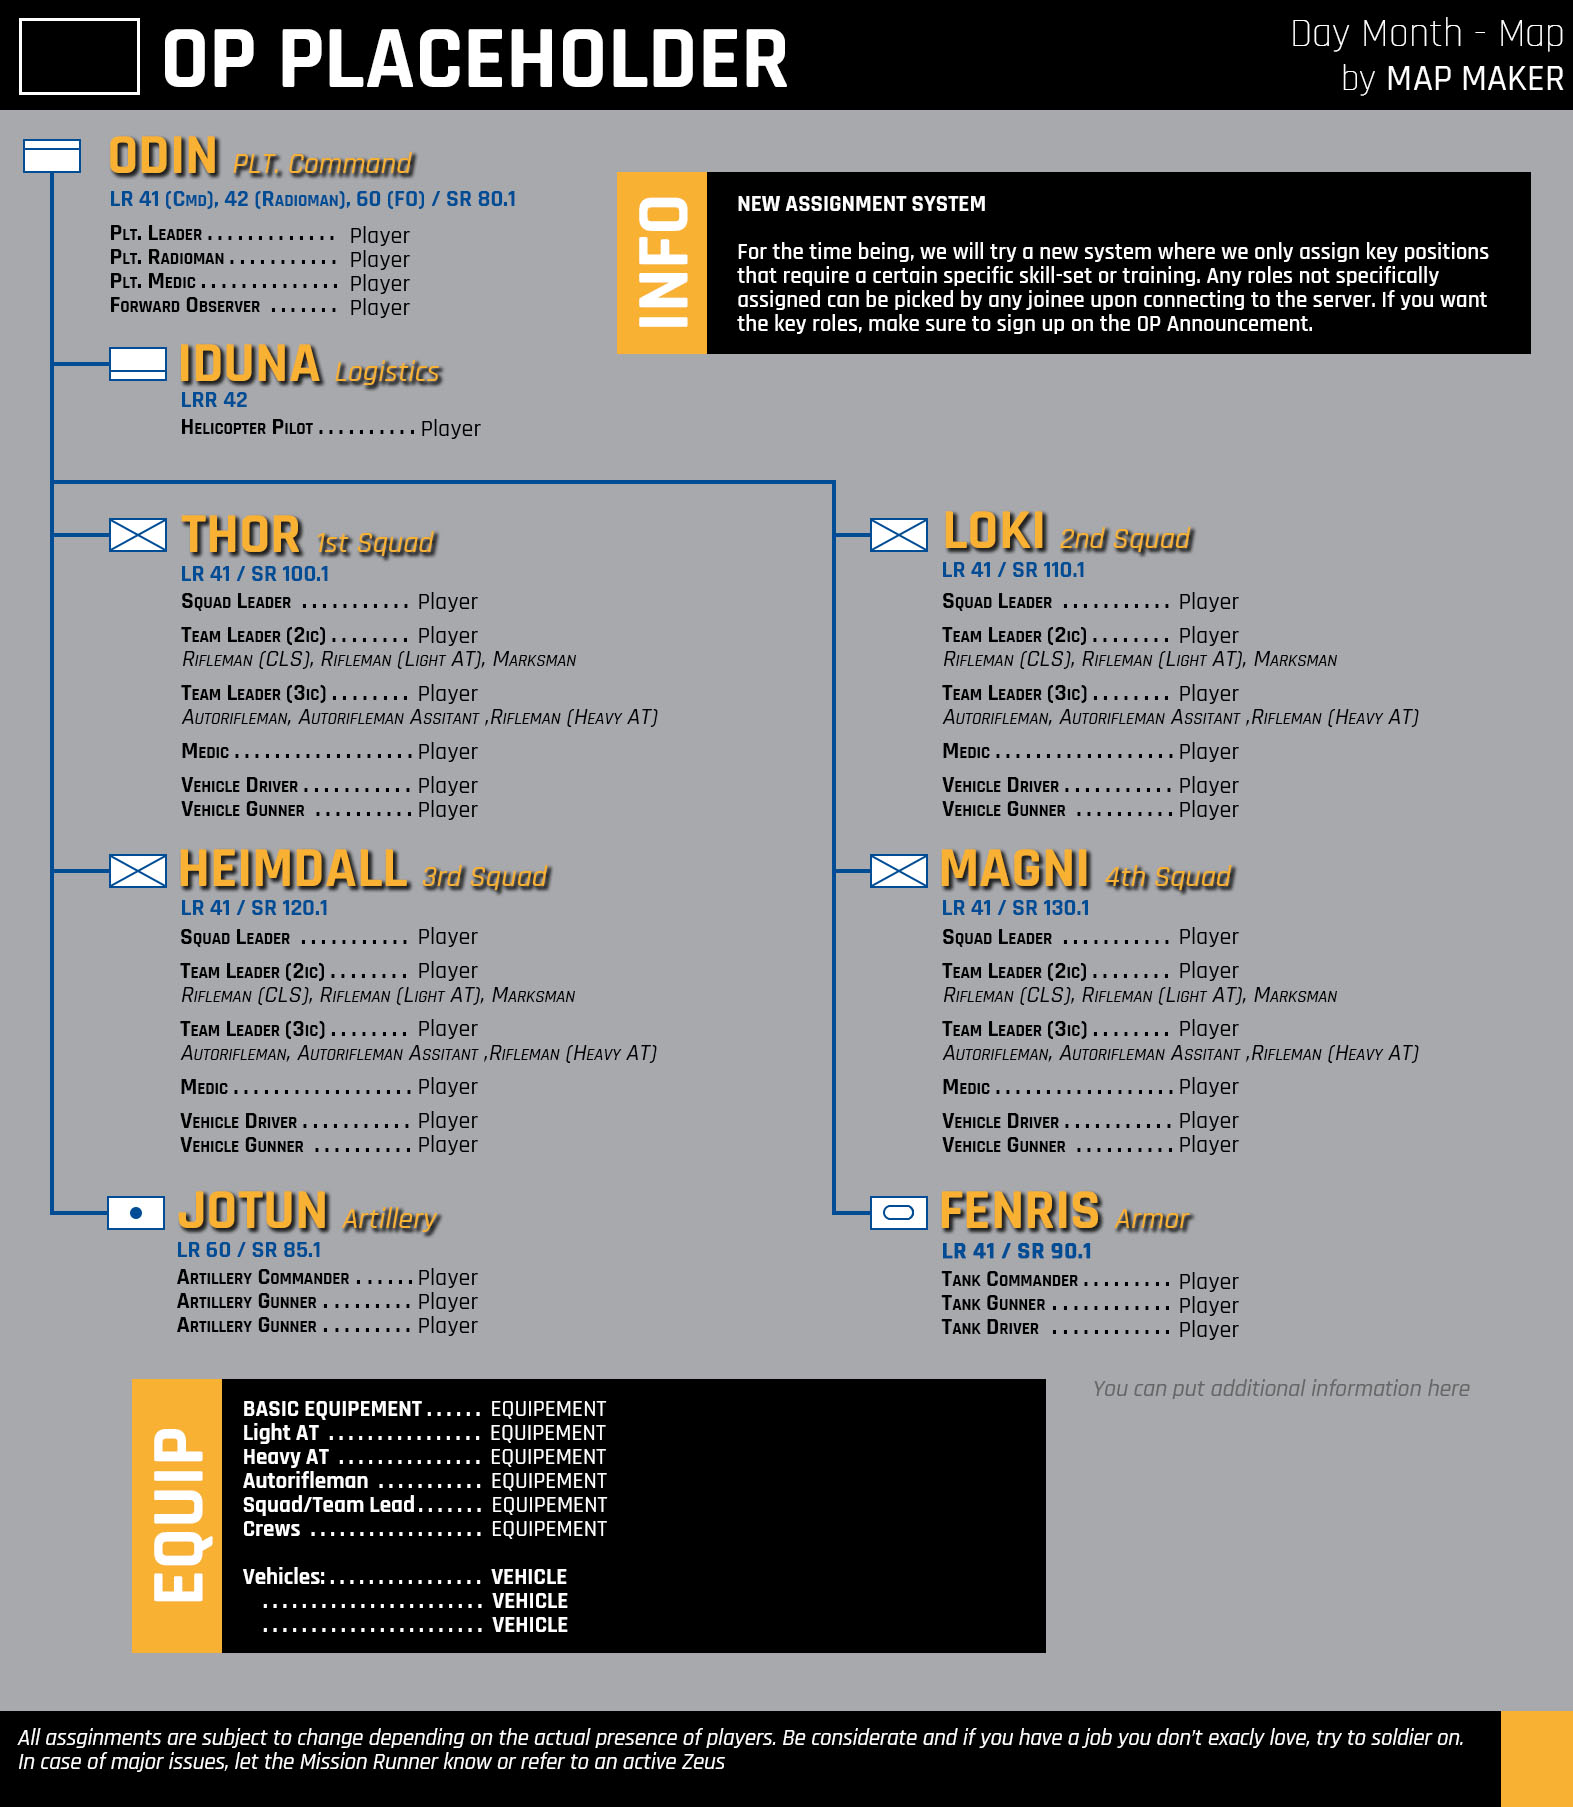 OP PLACEHOLDER
Day Month - Map
by MAP MAKER
ODIN PLT. Command
LR 41 (Cmd), 42 (Radioman), 60 (FO) / SR 80.1
Plt. Leader . . . . . . . . . . . . . Player
Plt. Radioman . . . . . . . . . . . Player
Plt. Medic . . . . . . . . . . . . . . Player
Forward Observer . . . . . . . Player
INFO
NEW ASSIGNMENT SYSTEM
For the time being, we will try a new system where we only assign key positions
that require a certain specific skill-set or training. Any roles not specifically
assigned can be picked by any joinee upon connecting to the server. If you want
the key roles, make sure to sign up on the OP Announcement.
IDUNA Logistics
LRR 42
Helicopter Pilot . . . . . . . . . . Player
THOR 1st Squad
LR 41 / SR 100.1
Squad Leader . . . . . . . . . . . Player
Team Leader (2ic) . . . . . . . . Player
Rifleman (CLS), Rifleman (Light AT), Marksman
Team Leader (3ic) . . . . . . . . Player
Autorifleman, Autorifleman Assitant ,Rifleman (Heavy AT)
Medic . . . . . . . . . . . . . . . . . . Player
Vehicle Driver . . . . . . . . . . . Player
Vehicle Gunner . . . . . . . . . . Player
LOKI 2nd Squad
LR 41 / SR 110.1
Squad Leader . . . . . . . . . . . Player
Team Leader (2ic) . . . . . . . . Player
Rifleman (CLS), Rifleman (Light AT), Marksman
Team Leader (3ic) . . . . . . . . Player
Autorifleman, Autorifleman Assitant ,Rifleman (Heavy AT)
Medic . . . . . . . . . . . . . . . . . . Player
Vehicle Driver . . . . . . . . . . . Player
Vehicle Gunner . . . . . . . . . . Player
HEIMDALL 3rd Squad
LR 41 / SR 120.1
Squad Leader . . . . . . . . . . . Player
Team Leader (2ic) . . . . . . . . Player
Rifleman (CLS), Rifleman (Light AT), Marksman
Team Leader (3ic) . . . . . . . . Player
Autorifleman, Autorifleman Assitant ,Rifleman (Heavy AT)
Medic . . . . . . . . . . . . . . . . . . Player
Vehicle Driver . . . . . . . . . . . Player
Vehicle Gunner . . . . . . . . . . Player
MAGNI 4th Squad
LR 41 / SR 130.1
Squad Leader . . . . . . . . . . . Player
Team Leader (2ic) . . . . . . . . Player
Rifleman (CLS), Rifleman (Light AT), Marksman
Team Leader (3ic) . . . . . . . . Player
Autorifleman, Autorifleman Assitant ,Rifleman (Heavy AT)
Medic . . . . . . . . . . . . . . . . . . Player
Vehicle Driver . . . . . . . . . . . Player
Vehicle Gunner . . . . . . . . . . Player
JOTUN Artillery
LR 60 / SR 85.1
Artillery Commander . . . . . . Player
Artillery Gunner . . . . . . . . . Player
Artillery Gunner . . . . . . . . . Player
FENRIS Armor
LR 41 / SR 90.1
Tank Commander . . . . . . . . . Player
Tank Gunner . . . . . . . . . . . . Player
Tank Driver . . . . . . . . . . . . Player
EQUIP
BASIC EQUIPEMENT . . . . . . EQUIPEMENT
Light AT . . . . . . . . . . . . . . . . EQUIPEMENT
Heavy AT . . . . . . . . . . . . . . . EQUIPEMENT
Autorifleman . . . . . . . . . . . EQUIPEMENT
Squad/Team Lead . . . . . . . EQUIPEMENT
Crews . . . . . . . . . . . . . . . . . . EQUIPEMENT
Vehicles: . . . . . . . . . . . . . . . . VEHICLE
. . . . . . . . . . . . . . . . . . . . . . . VEHICLE
. . . . . . . . . . . . . . . . . . . . . . . VEHICLE
You can put additional information here
All assginments are subject to change depending on the actual presence of players. Be considerate and if you have a job you don't exacly love, try to soldier on.
In case of major issues, let the Mission Runner know or refer to an active Zeus